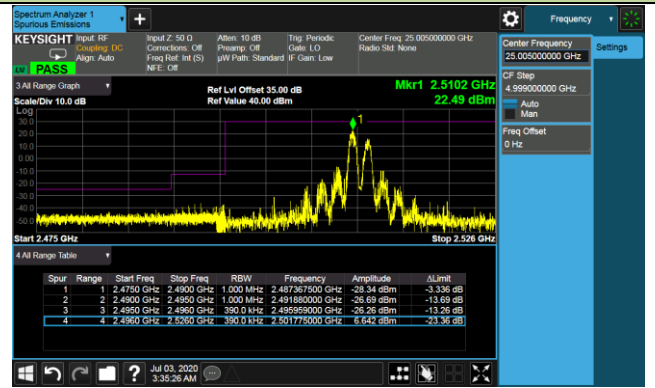 Spectrum Analyzer 1
Spurious Emissions
Frequency
KEYSIGHT Input: RF
Coupling: DC
Align: Auto
Input Z: 50 Ω
Corrections: Off
Freq Ref: Int (S)
NFE: Off
Atten: 10 dB
Preamp: Off
µW Path: Standard
Trig: Periodic
Gate: LO
IF Gain: Low
Center Freq: 25.005000000 GHz
Radio Std: None
PASS
Center Frequency
25.005000000 GHz
Settings
CF Step
4.999000000 GHz
Auto
Man
Freq Offset
0 Hz
3 All Range Graph
Scale/Div 10.0 dB
Ref Lvl Offset 35.00 dB
Ref Value 40.00 dBm
Mkr1 2.5102 GHz
22.49 dBm
Log
30.0
20.0
10.0
0.00
-10.0
-20.0
-30.0
-40.0
-50.0
1
Start 2.475 GHz
Stop 2.526 GHz
4 All Range Table
Spur Range Start Freq Stop Freq RBW Frequency Amplitude ΔLimit
1 1 2.4750 GHz 2.4900 GHz 1.000 MHz 2.487367500 GHz -28.34 dBm -3.336 dB
2 2 2.4900 GHz 2.4950 GHz 1.000 MHz 2.491880000 GHz -26.69 dBm -13.69 dB
3 3 2.4950 GHz 2.4960 GHz 390.0 kHz 2.495959000 GHz -26.26 dBm -13.26 dB
4 4 2.4960 GHz 2.5260 GHz 390.0 kHz 2.501775000 GHz 6.642 dBm -23.36 dB
Jul 03, 2020
3:35:26 AM